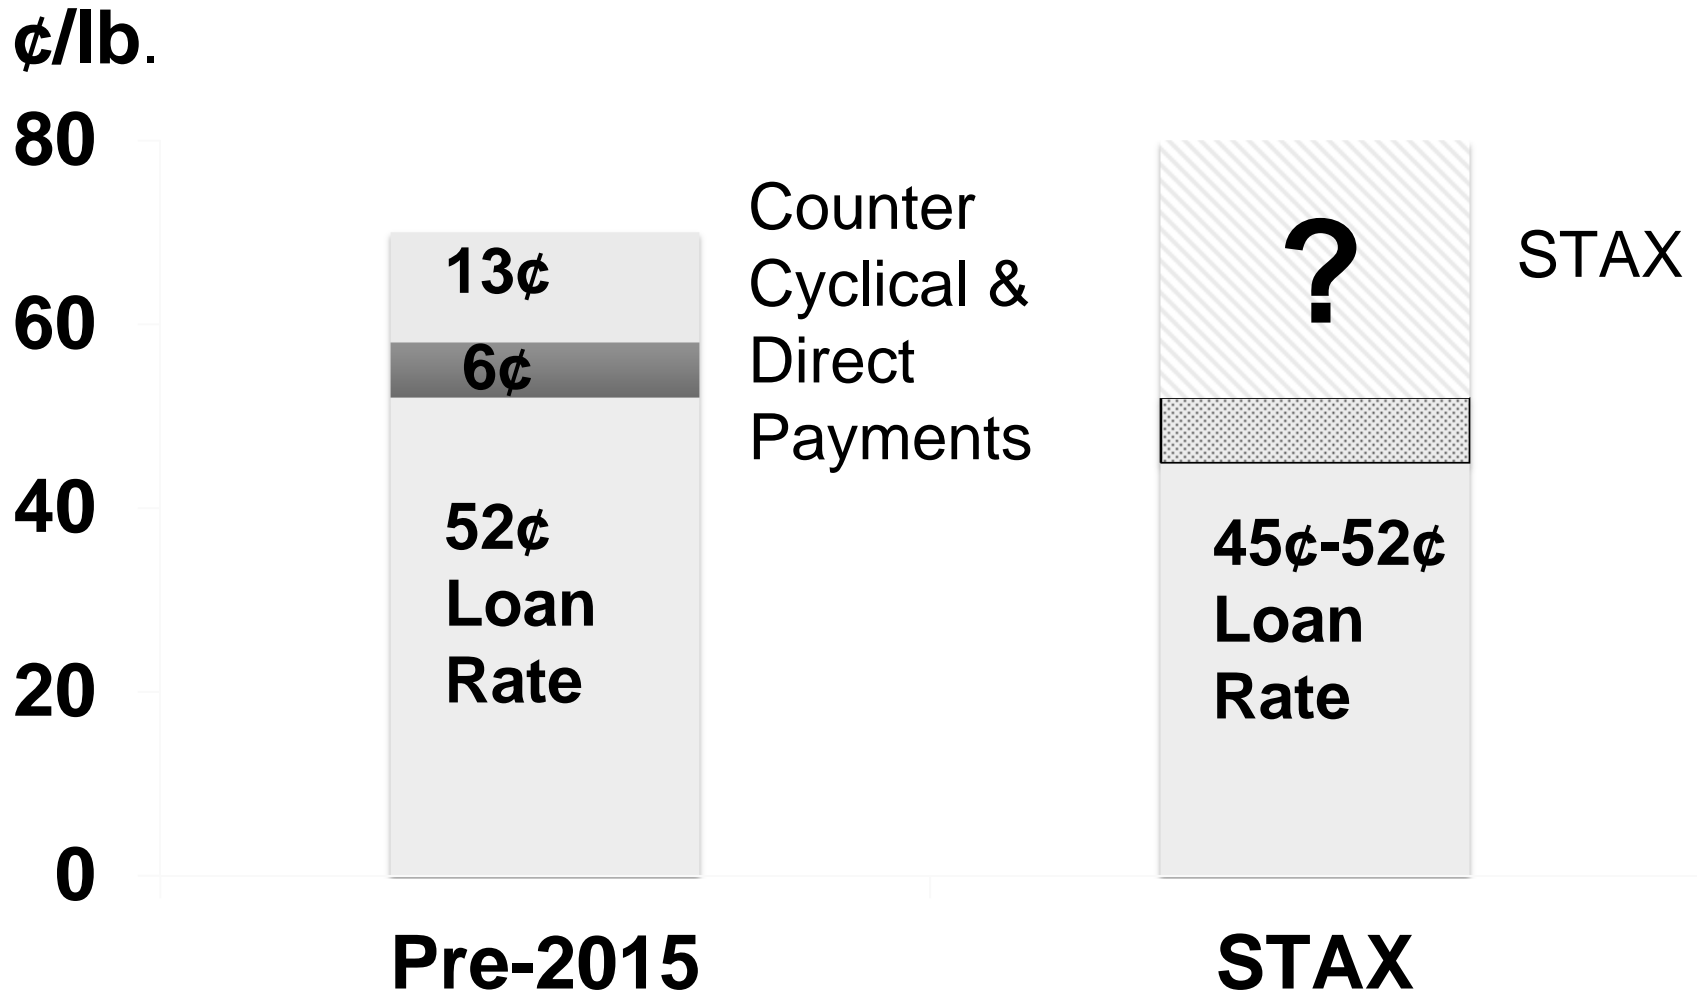 ¢/lb.
80
60
40
20
0
13¢
6¢
52¢
Loan
Rate
Counter
Cyclical &
Direct
Payments
?
STAX
45¢-52¢
Loan
Rate
Pre-2015
STAX